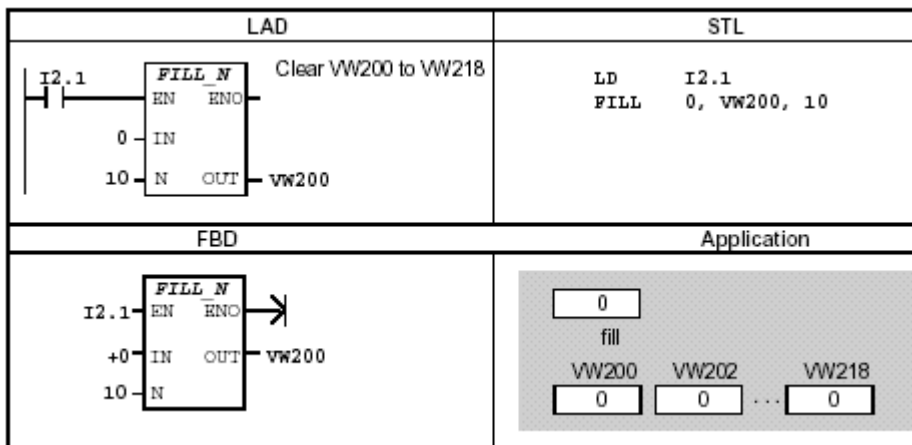 LAD
STL
I2.1
FILL_N
Clear VW200 to VW218
EN ENO
0 IN
10 N OUT VW200
LD I2.1
FILL 0, VW200, 10
FBD
Application
FILL_N
I2.1 EN ENO
+0 IN OUT VW200
10 N
0
fill
VW200 VW202 VW218
0 0 ... 0